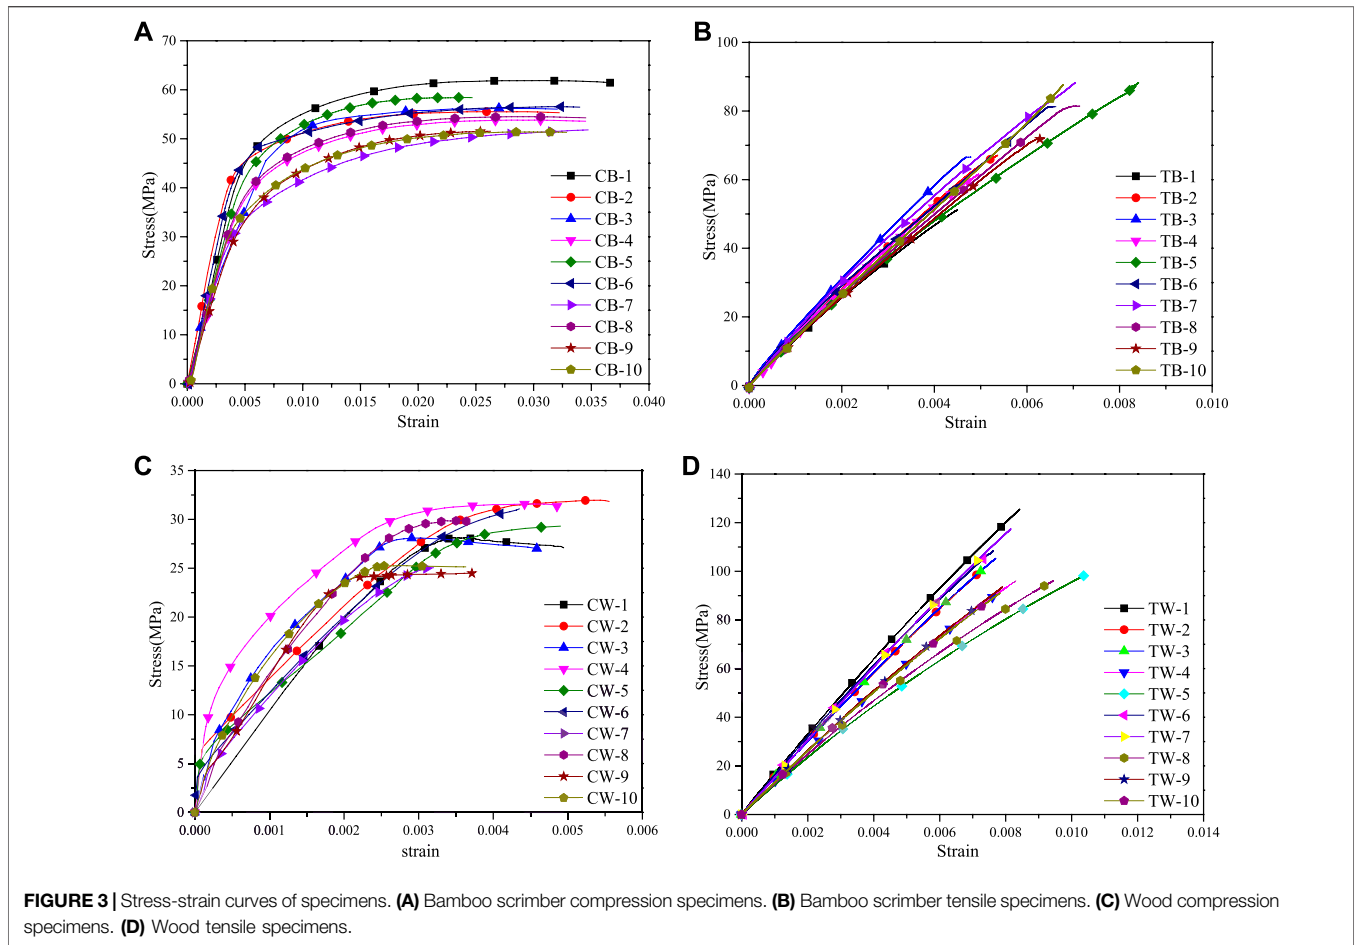 A
70
60
50
40
30
20
10
0
Stress(MPa)
0.000 0.005 0.010 0.015 0.020 0.025 0.030 0.035 0.040
Strain
CB-1
CB-2
CB-3
CB-4
CB-5
CB-6
CB-7
CB-8
CB-9
CB-10
B
100
80
60
40
20
0
Stress(MPa)
0.000 0.002 0.004 0.006 0.008 0.010
Strain
TB-1
TB-2
TB-3
TB-4
TB-5
TB-6
TB-7
TB-8
TB-9
TB-10
C
35
30
25
20
15
10
5
0
Stress(MPa)
0.000 0.001 0.002 0.003 0.004 0.005 0.006
strain
CW-1
CW-2
CW-3
CW-4
CW-5
CW-6
CW-7
CW-8
CW-9
CW-10
D
140
120
100
80
60
40
20
0
Stress(MPa)
0.000 0.002 0.004 0.006 0.008 0.010 0.012 0.014
Strain
TW-1
TW-2
TW-3
TW-4
TW-5
TW-6
TW-7
TW-8
TW-9
TW-10
FIGURE 3 | Stress-strain curves of specimens. (A) Bamboo scrimber compression specimens. (B) Bamboo scrimber tensile specimens. (C) Wood compression
specimens. (D) Wood tensile specimens.